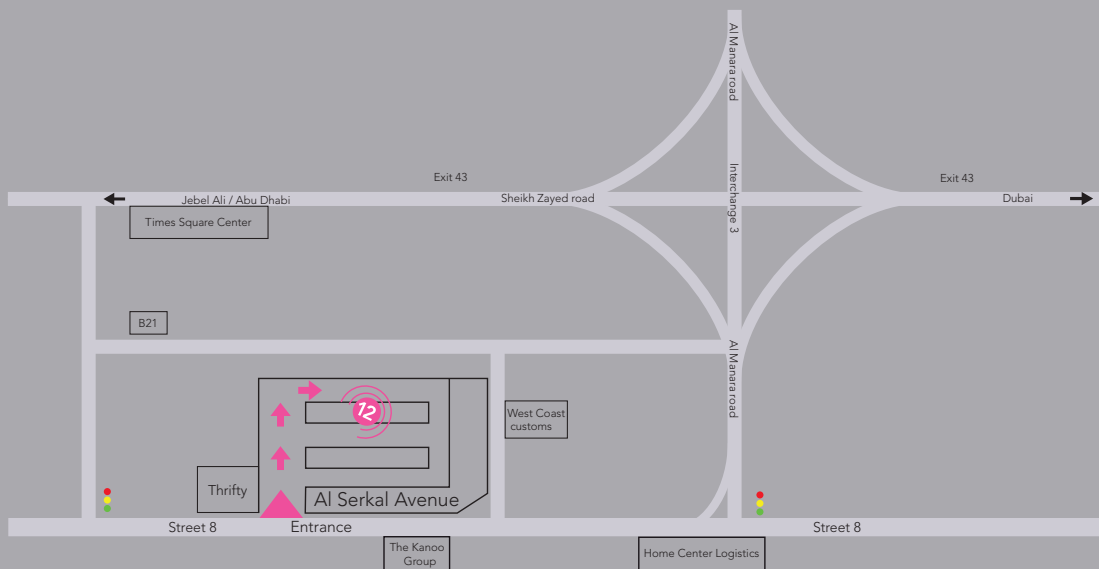 Al Manara road
Exit 43
Exit 43
Jebel Ali / Abu Dhabi
Sheikh Zayed road
Interchange 3
Dubai
Times Square Center
B21
Al Manara road
12
West Coast
customs
Thrifty
Al Serkal Avenue
Street 8
Entrance
Street 8
The Kanoo
Group
Home Center Logistics